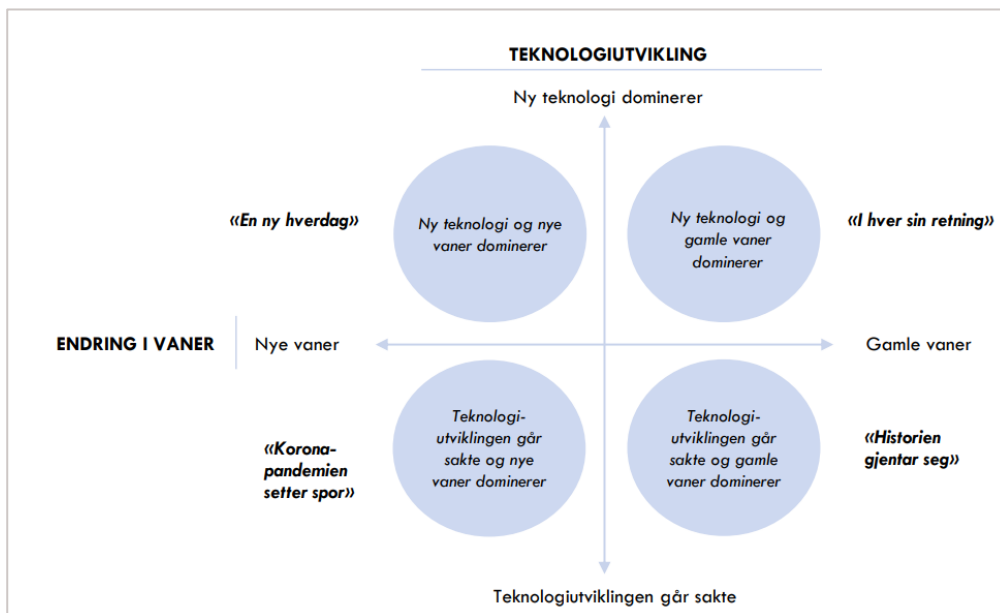 TEKNOLOGIUTVIKLING
Ny teknologi dominerer
«En ny hverdag»
Ny teknologi og nye
vaner dominerer
Ny teknologi og
gamle vaner
dominerer
«I hver sin retning»
ENDRING I VANER
Nye vaner
Gamle vaner
«Korona-
pandemien
setter spor»
Teknologi-
utviklingen går
sakte og nye
vaner dominerer
Teknologi-
utviklingen går
sakte og gamle
vaner dominerer
«Historien
gjentar seg»
Teknologiutviklingen går sakte